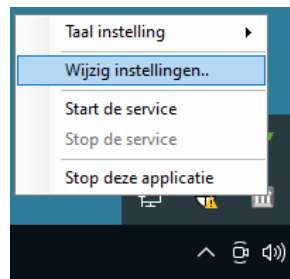 Taal instelling
Wijzig instellingen..
Start de service
Stop de service
Stop deze applicatie